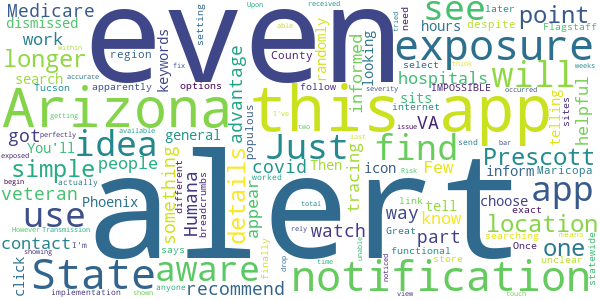 Medicare even see exposure point
dismissed
work
longer
region
setting
keywords
Upon
able
received
County
randomly
tried
fix
accurate
options
Flagstaff
within
later
hours
despite
Tucson
looking
select
IMPOSSIBLE
occurred
search
apparently
follow
severity
think
weeks
advantage
informed
hospitals
will
Arizona this app
telling
internet
sites
getting
perfectly
available
exposed
begin
exact
issue
I've
two
sits
bar
VA
got
idea
Just find
helpful
You'll
general
simple
people
covid
Then
icon
inform
Prescott
Maricopa
tracing
Few
send
populous
appear
different
actually
Phoenix
veteran
something
Humana
breadcrumbs
details
watch
way
know
choose
app
use alert location
unclear
searching
Once
anyone
statewide
contact
I'm
says
worked
link
tell
part
functional
one
However
Transmission
click
finally
total
Risk
Great
rely
time
unable
store
means
showing
implementation
State aware notification
recommend
shown
drop
noticed
view
touch
need